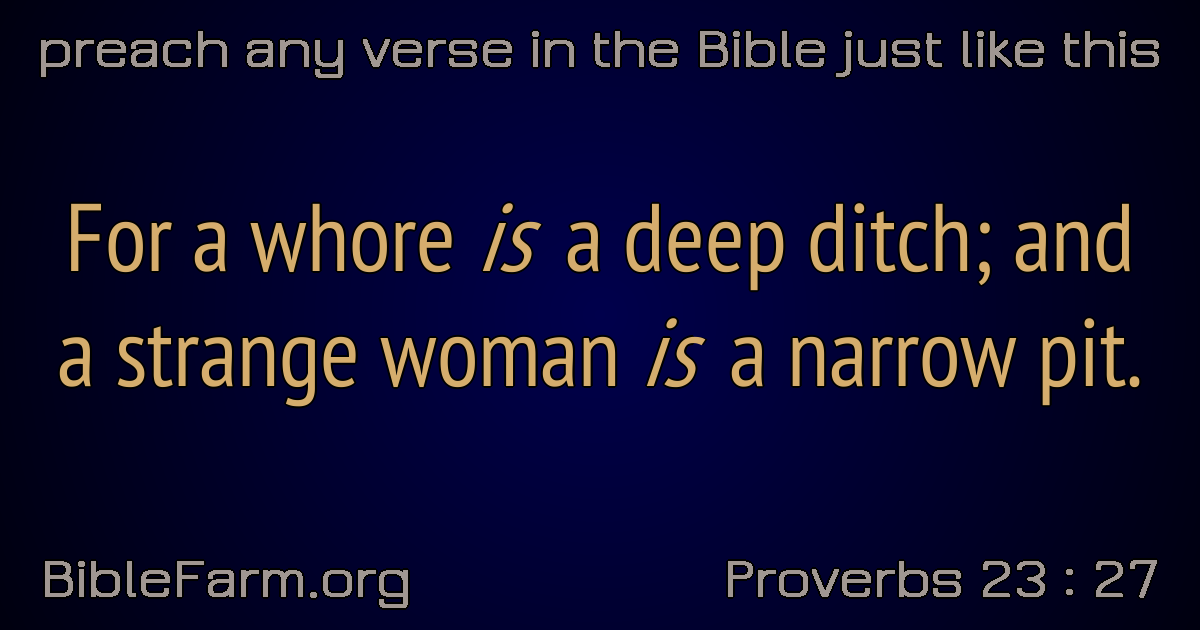 preach any verse in the Bible just like this
For a whore is a deep ditch; and
a strange woman is a narrow pit.
BibleFarm.org
Proverbs 23 : 27